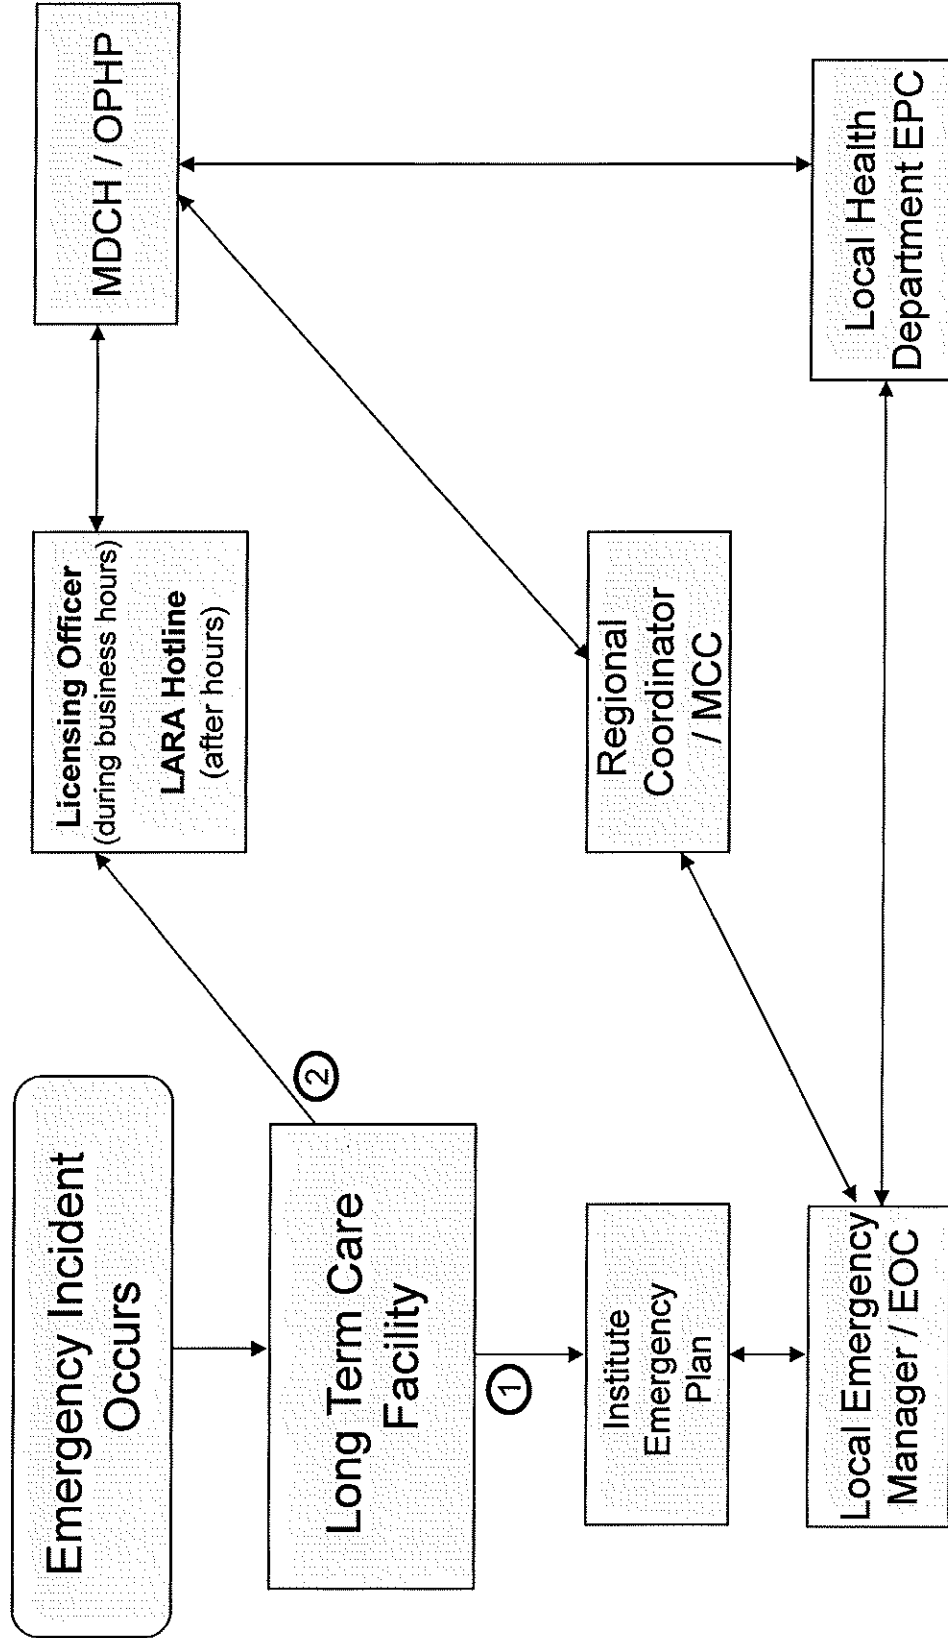 Emergency Incident
Occurs
Long Term Care
Facility
2
1
Institute
Emergency
Plan
Local Emergency
Manager / EOC
Licensing Officer
(during business hours)
LARA Hotline
(after hours)
Regional
Coordinator
/ MCC
MDCH / OPHP
Local Health
Department EPC